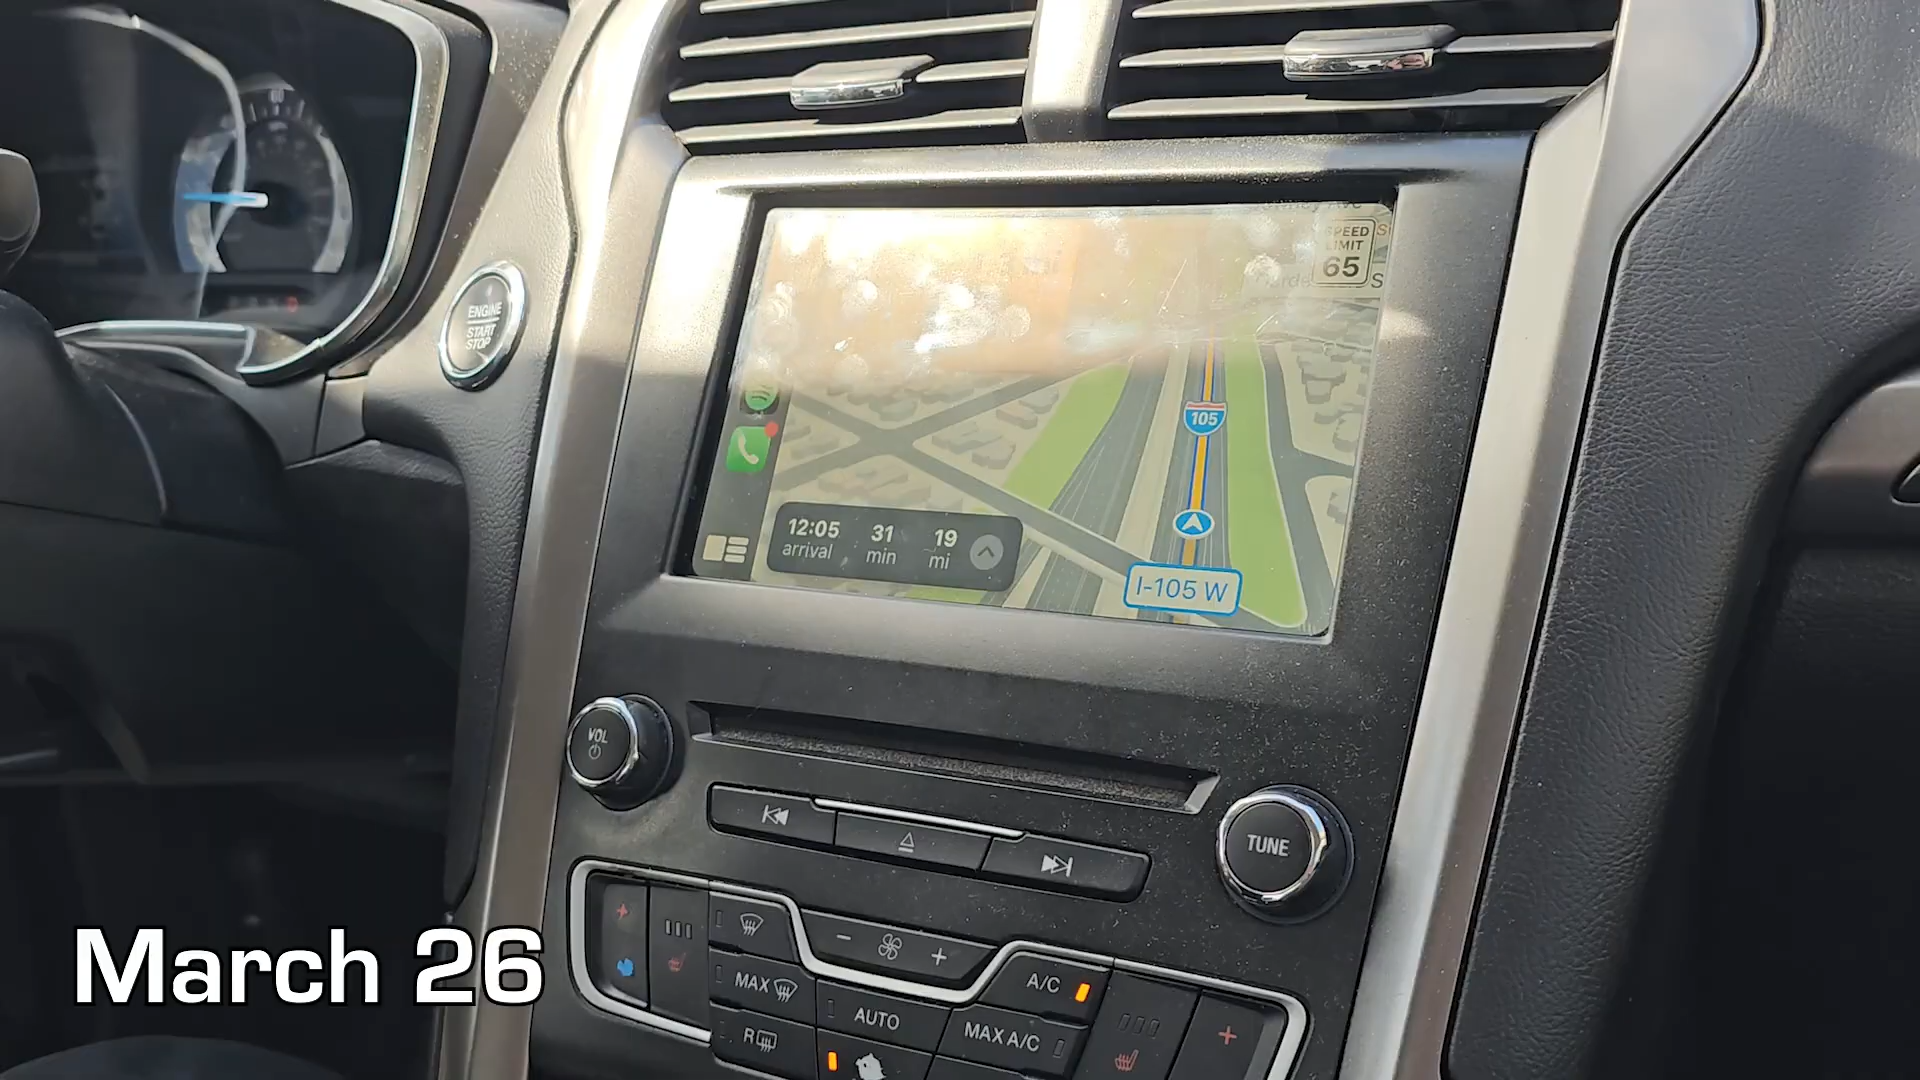 SPEED
LIMIT
65
105
12:05 31 19
arrival min mi
I-105 W
ENGINE
START
STOP
VOL
TUNE
A/C
MAX
AUTO
MAX A/C
R
March 26